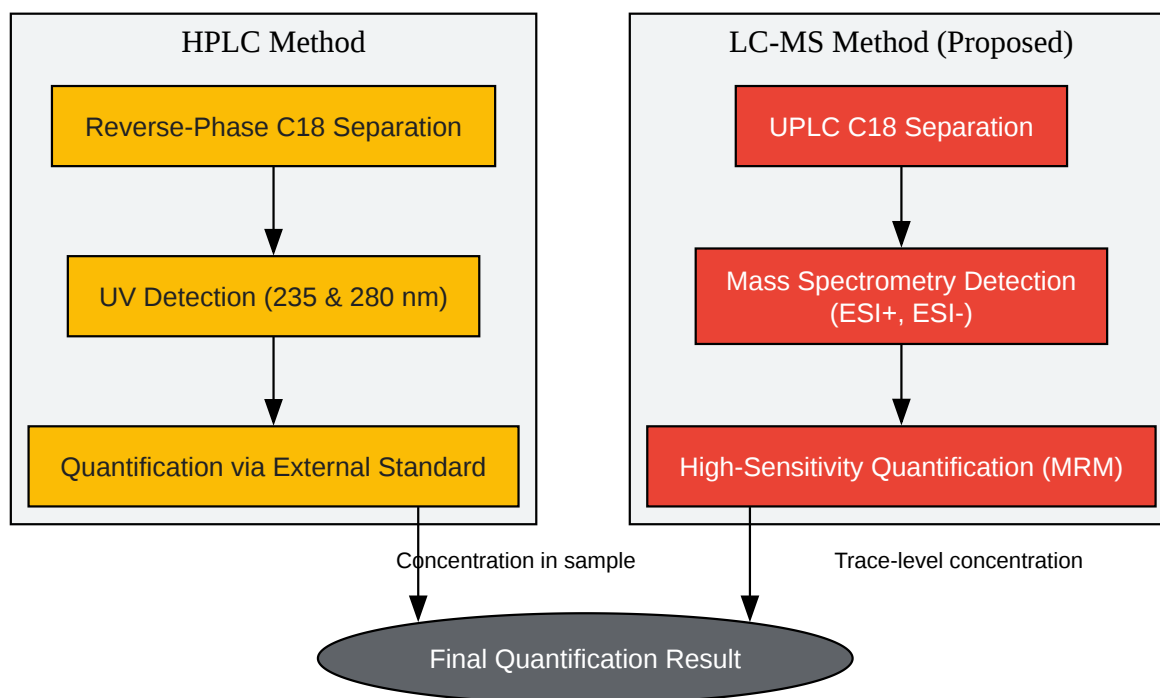 HPLC Method
Reverse-Phase C18 Separation
UV Detection (235 & 280 nm)
Quantification via External Standard
Concentration in sample
LC-MS Method (Proposed)
UPLC C18 Separation
Mass Spectrometry Detection
(ESI+, ESI-)
High-Sensitivity Quantification (MRM)
Trace-level concentration
Final Quantification Result